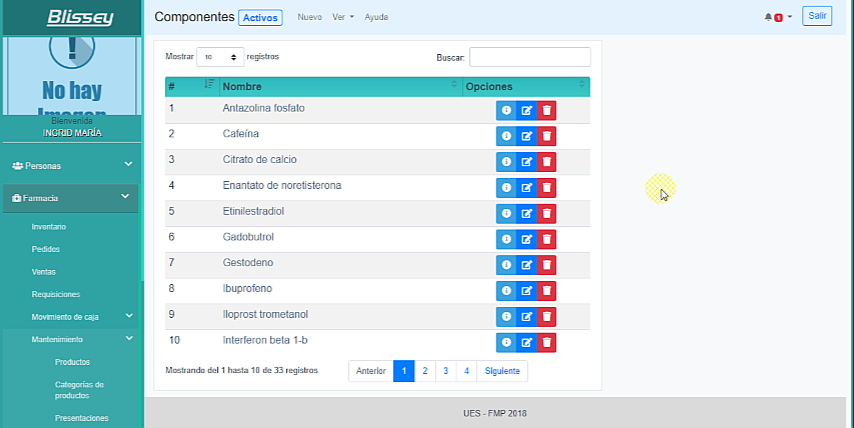 Blissey
Componentes Activos Nuevo Ver Ayuda 1 Salir
No hay
Imagen
Bienvenida
INGRID MARÍA
Personas
Farmacia
Inventario
Pedidos
Ventas
Requisiciones
Movimiento de caja
Mantenimiento
Productos
Categorías de
productos
Presentaciones
Mostrar 10 registros Buscar:
# Nombre Opciones
1 Antazolina fosfato
2 Cafeína
3 Citrato de calcio
4 Enantato de noretisterona
5 Etinilestradiol
6 Gadobutrol
7 Gestodeno
8 Ibuprofeno
9 Iloprost trometanol
10 Interferon beta 1-b
Mostrando del 1 hasta 10 de 33 registros Anterior 1 2 3 4 Siguiente
UES - FMP 2018